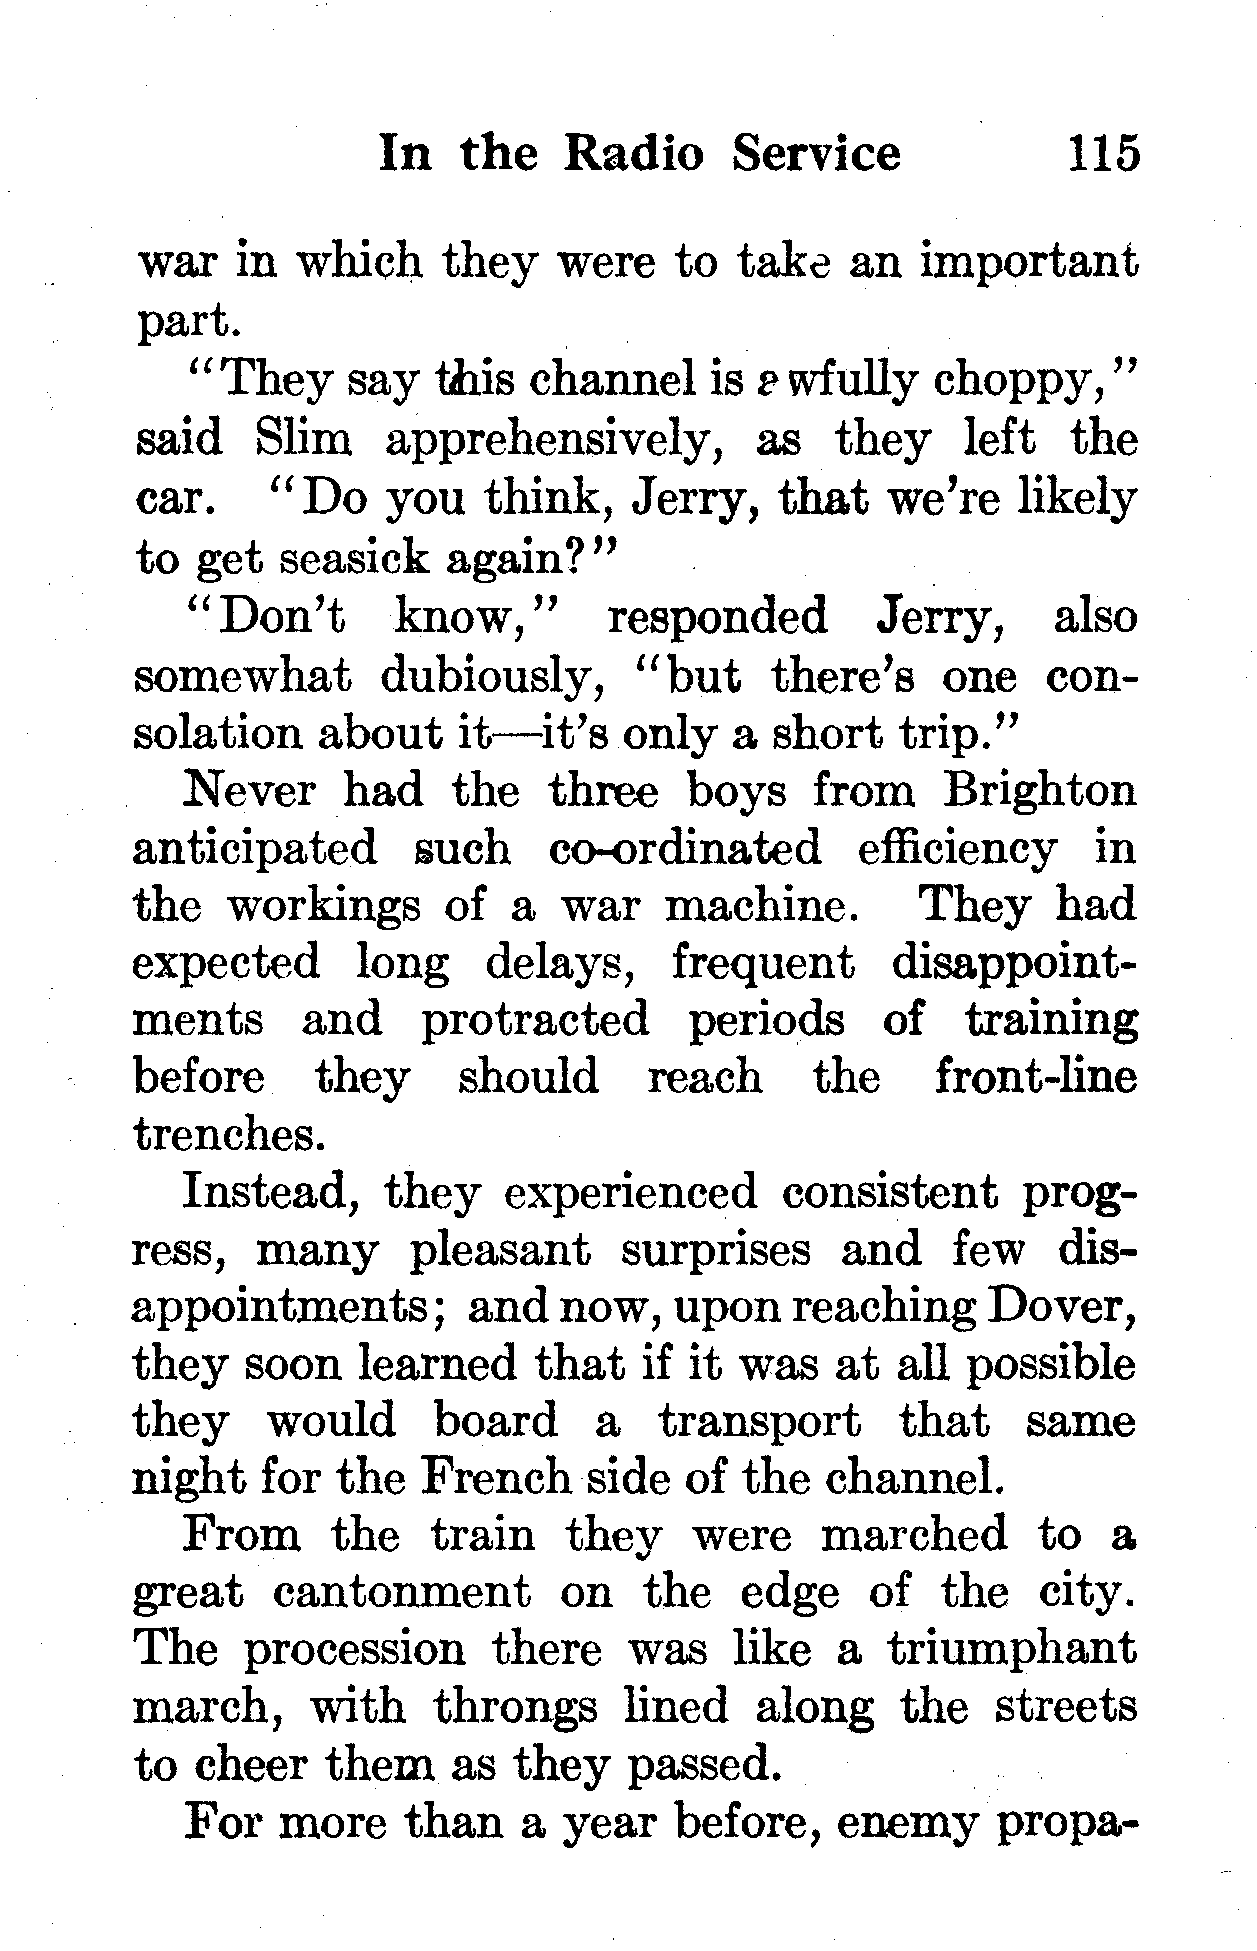 In the Radio Service 115
war in which they were to take an important
part.
"They say this channel is awfully choppy,"
said Slim apprehensively, as they left the
car. "Do you think, Jerry, that we're likely
to get seasick again?"
"Don't know," responded Jerry, also
somewhat dubiously, "but there's one con-
solation about it—it's only a short trip."
Never had the three boys from Brighton
anticipated such co-ordinated efficiency in
the workings of a war machine. They had
expected long delays, frequent disappoint-
ments and protracted periods of training
before they should reach the front-line
trenches.
Instead, they experienced consistent prog-
ress, many pleasant surprises and few dis-
appointments; and now, upon reaching Dover,
they soon learned that if it was at all possible
they would board a transport that same
night for the French side of the channel.
From the train they were marched to a
great cantonment on the edge of the city.
The procession there was like a triumphant
march, with throngs lined along the streets
to cheer them as they passed.
For more than a year before, enemy propa-